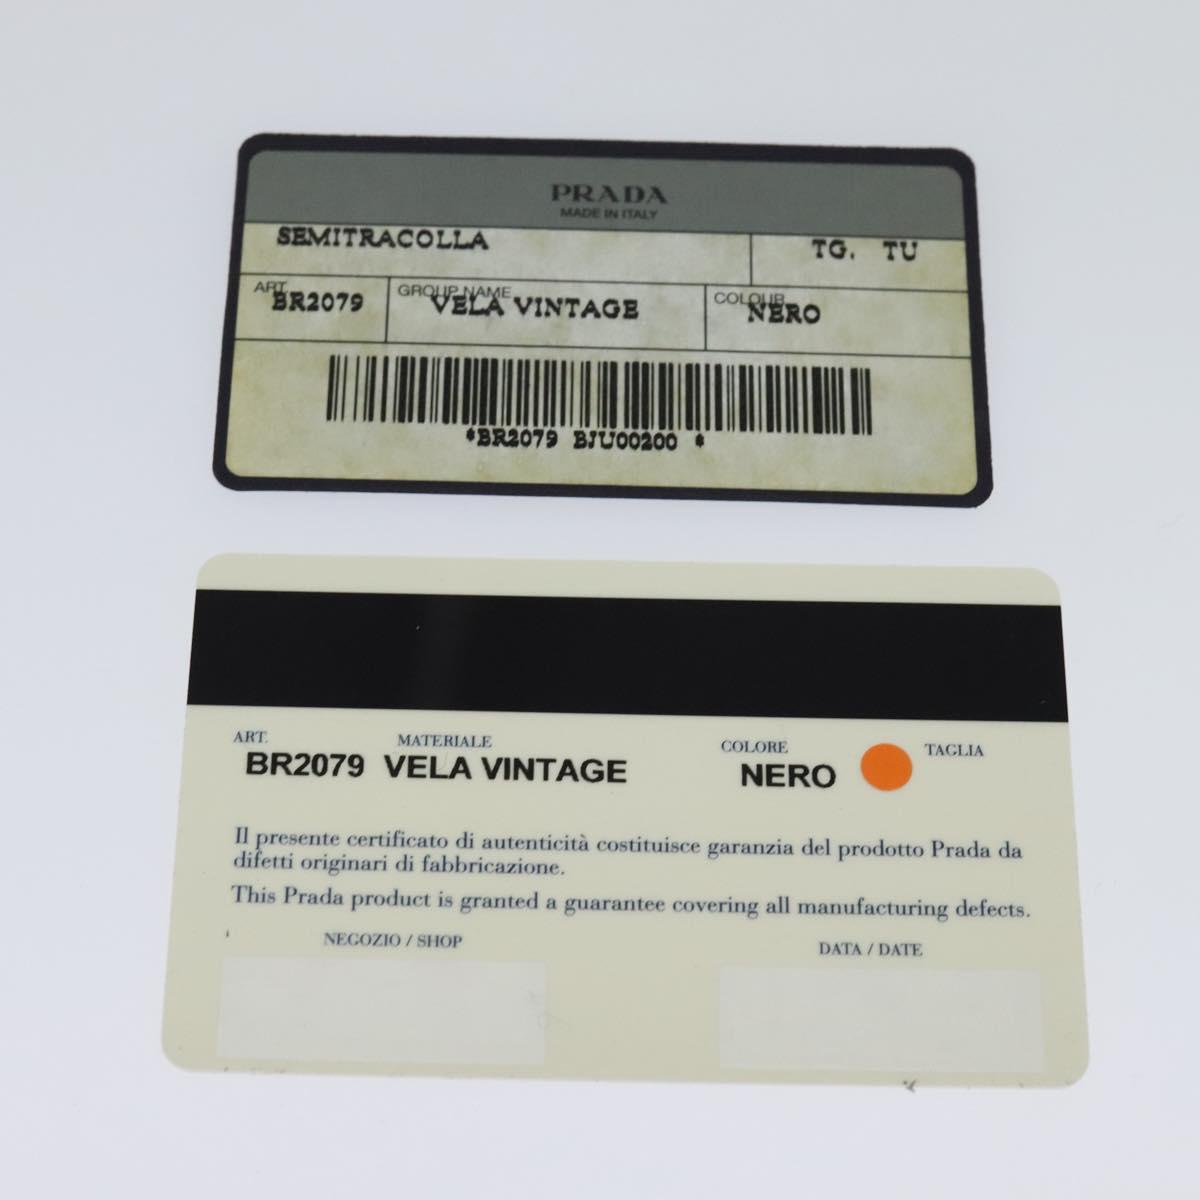 PRADA
MADE IN ITALY
SEMITRACOLLA TG. TU
ART. GROUP NAME COLOUR
BR2079 VELA VINTAGE NERO
*BR2079 BJU00200 *
ART. MATERIALE COLORE TAGLIA
BR2079 VELA VINTAGE NERO
Il presente certificato di autenticità costituisce garanzia del prodotto Prada da
difetti originari di fabbricazione.
This Prada product is granted a guarantee covering all manufacturing defects.
NEGOZIO / SHOP DATA / DATE